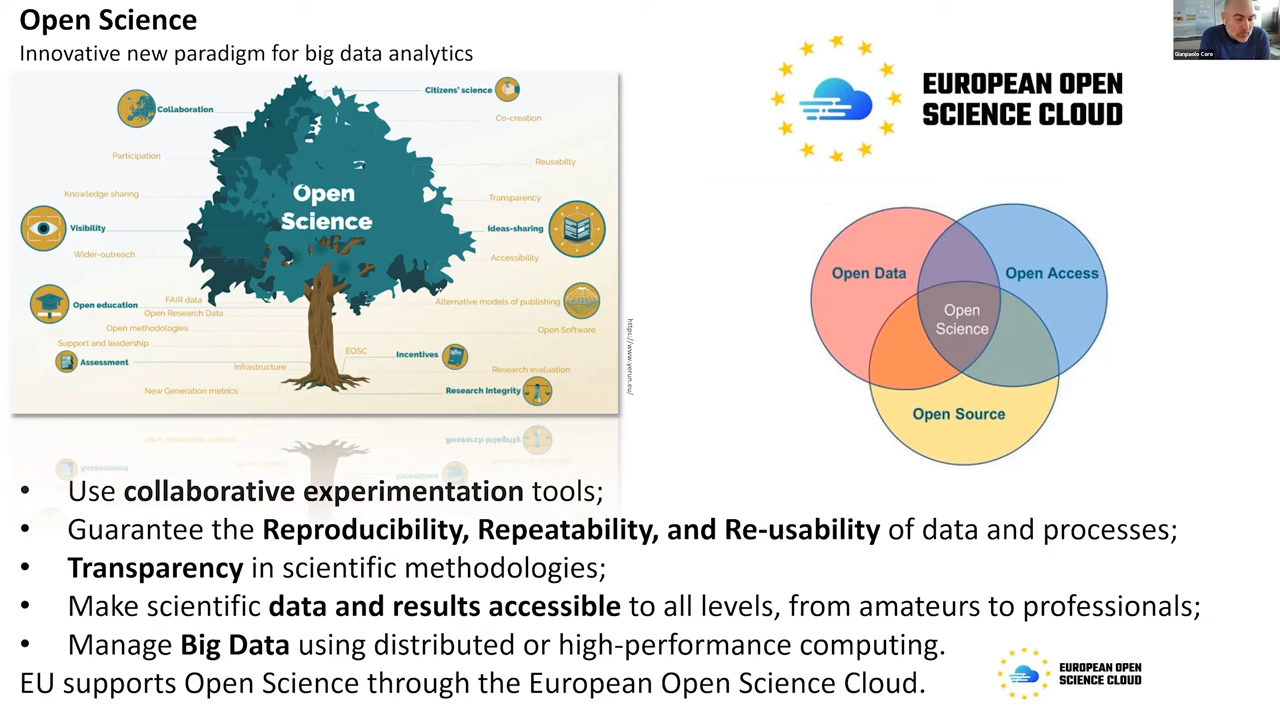 Open Science
Innovative new paradigm for big data analytics
Gianpaolo Coro
Collaboration
Citizens' science
Co-creation
Participation
Reusabilty
Knowledge sharing
Transparency
Open
Science
Visibility
Ideas-sharing
Wider-outreach
Accessibility
Open education
FAIR data
Open Research Data
Alternative models of publishing
Open methodologies
Open Software
Support and leadership
Assessment
EOSC
Incentives
Infrastructure
Research evaluation
New Generation metrics
Research Integrity
https://www.yerun.eu/
EUROPEAN OPEN
SCIENCE CLOUD
Open Data
Open Access
Open
Science
Open Source
• Use collaborative experimentation tools;
• Guarantee the Reproducibility, Repeatability, and Re-usability of data and processes;
• Transparency in scientific methodologies;
• Make scientific data and results accessible to all levels, from amateurs to professionals;
• Manage Big Data using distributed or high-performance computing.
EU supports Open Science through the European Open Science Cloud.
EUROPEAN OPEN
SCIENCE CLOUD